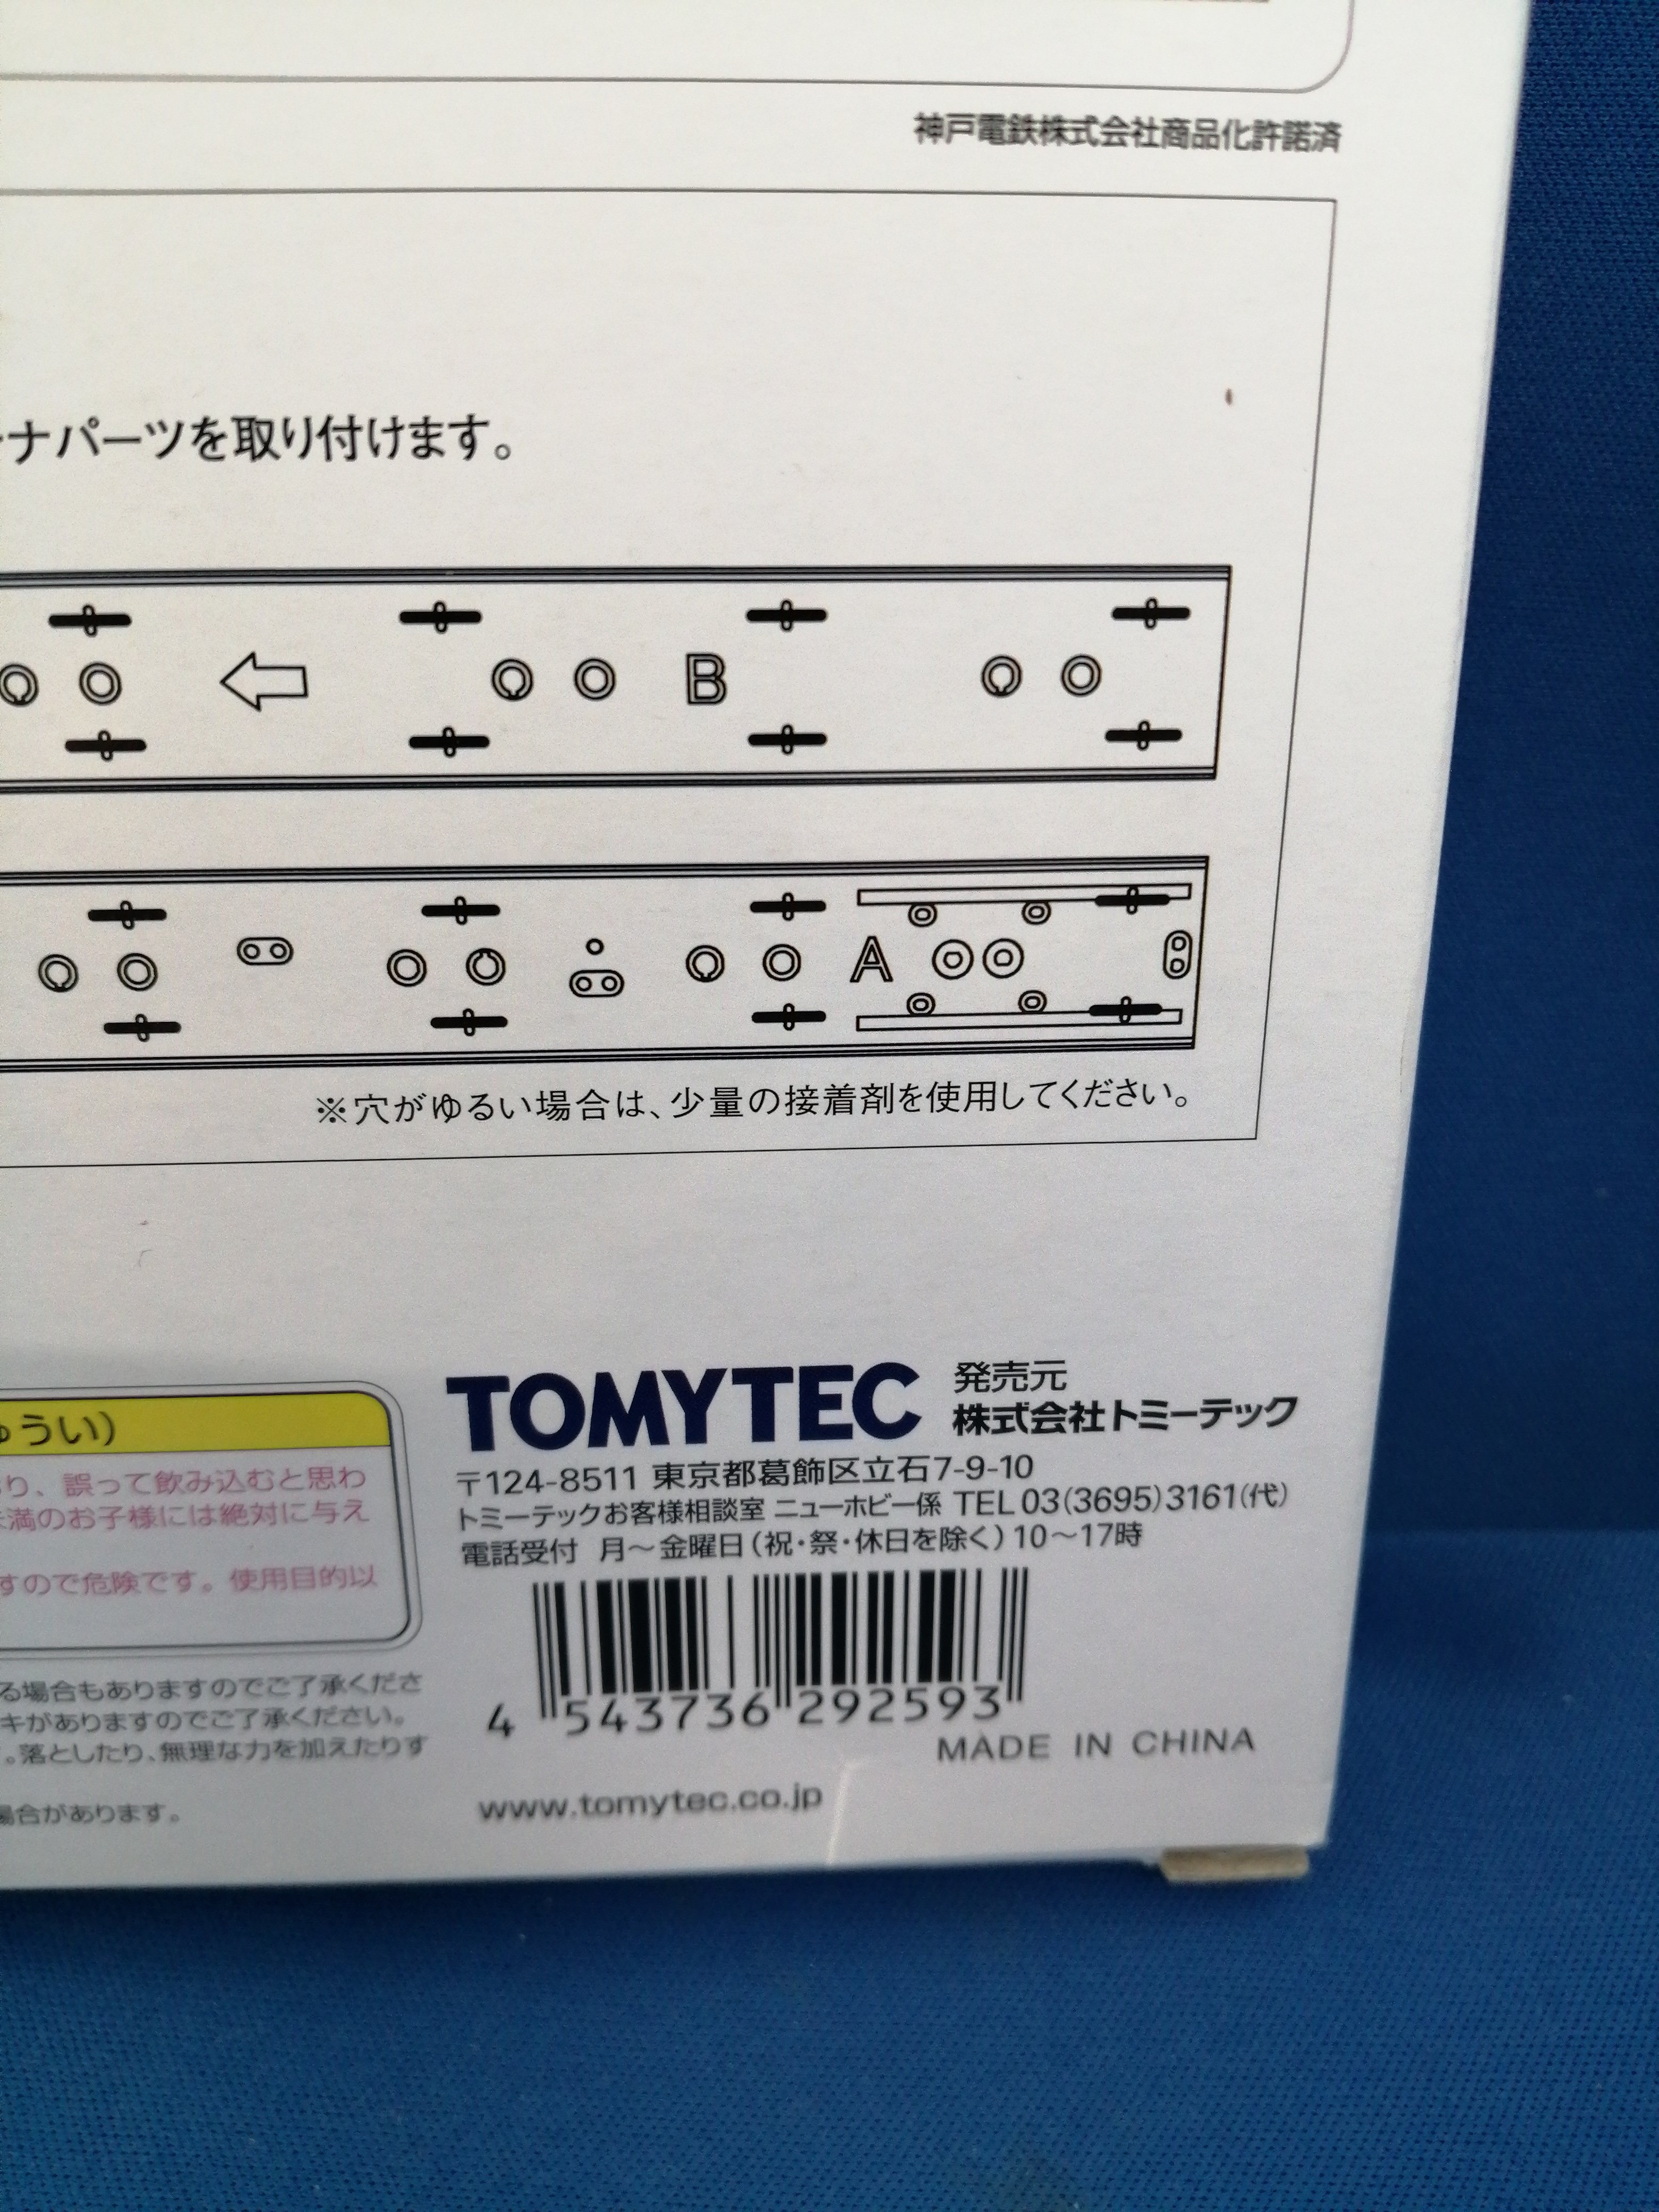 神戸電鉄株式会社商品化許諾済
ナパーツを取り付けます。
B
A
※穴がゆるい場合は、少量の接着剤を使用してください。
ゅうい)
り、誤って飲み込むと思わ
満のお子様には絶対に与え
すので危険です。使用目的以
る場合もありますのでご了承くださ
キがありますのでご了承ください。
。落としたり、無理な力を加えたりす
場合があります。
TOMYTEC
発売元
株式会社トミーテック
〒124-8511 東京都葛飾区立石7-9-10
トミーテックお客様相談室 ニューホビー係 TEL 03(3695)3161(代)
電話受付 月〜金曜日(祝・祭・休日を除く)10〜17時
4 543736 292593
MADE IN CHINA
www.tomytec.co.jp